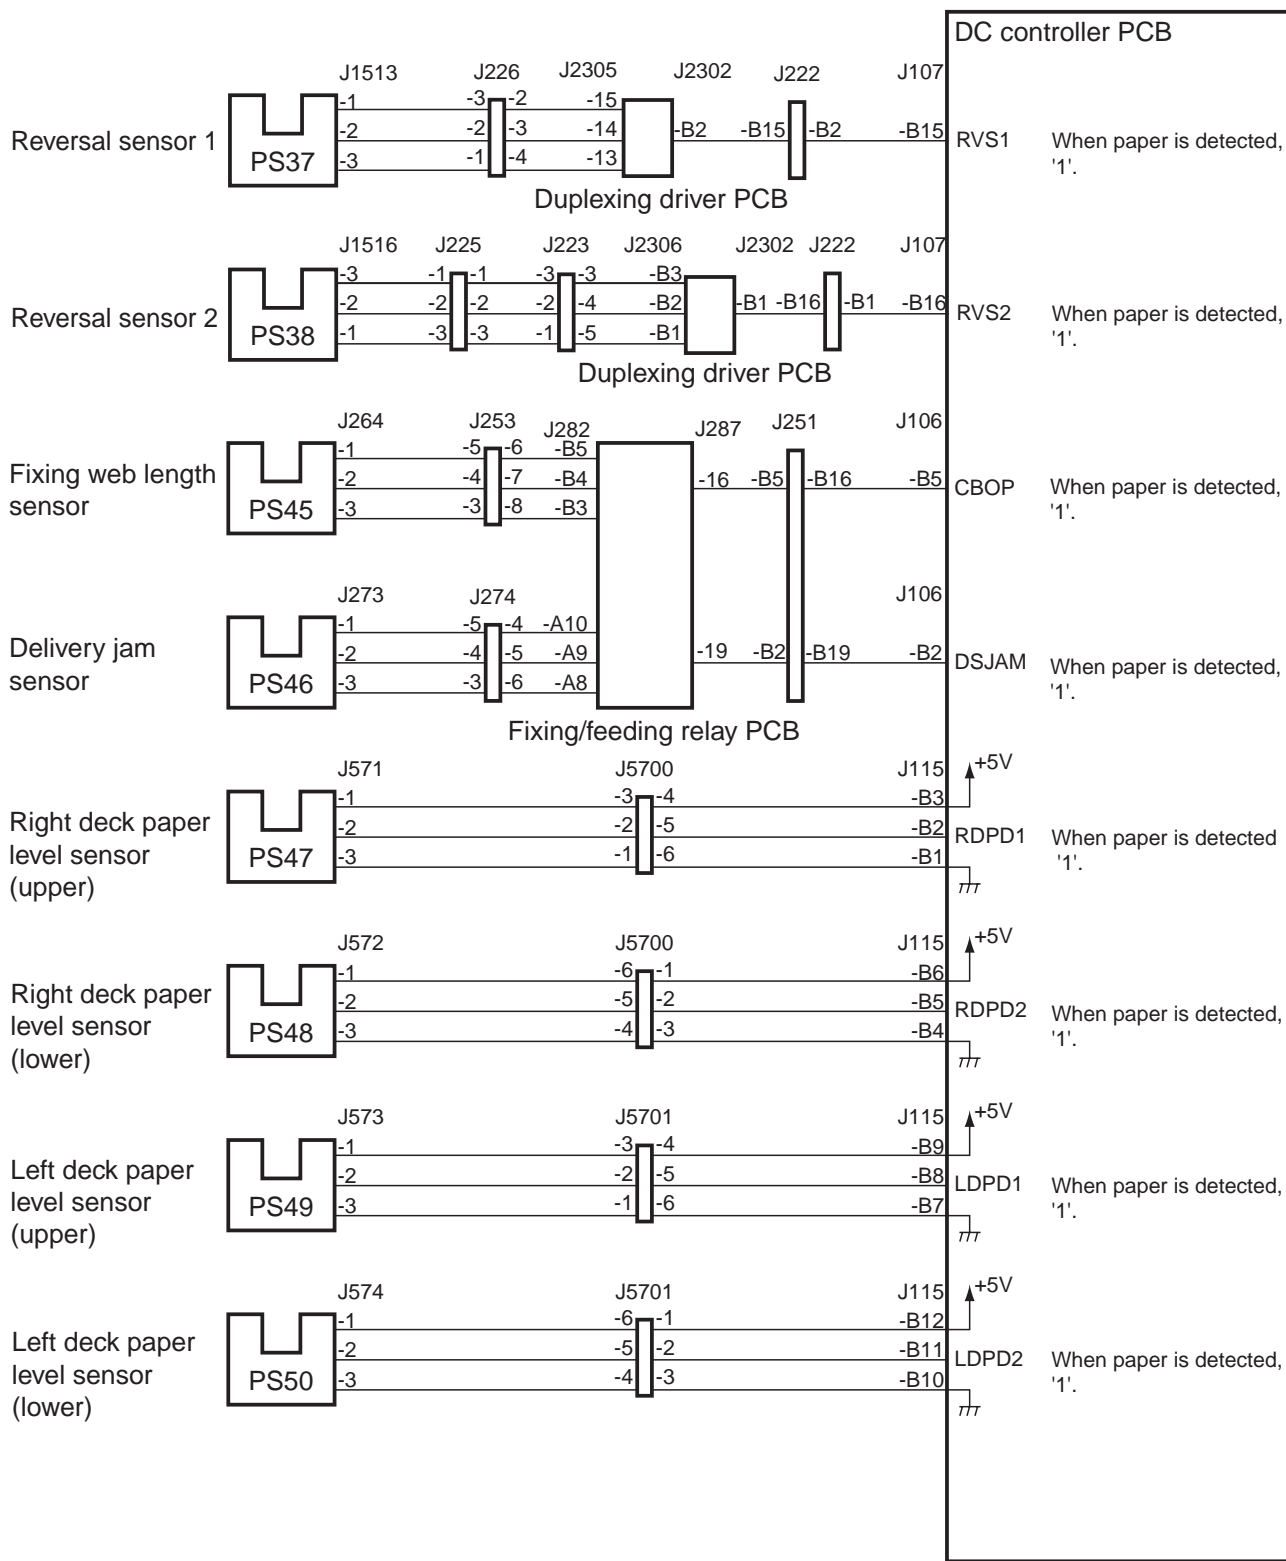 DC controller PCB
J1513 J226 J2305 J2302 J222 J107
-1 -3 -2 -15
Reversal sensor 1 -2 -2 -3 -14 -B2 -B15 -B2 -B15 RVS1 When paper is detected,
'1'.
PS37 -3 -1 -4 -13
Duplexing driver PCB
J1516 J225 J223 J2306 J2302 J222 J107
-3 -1 -1 -3 -3 -B3
Reversal sensor 2 -2 -2 -2 -2 -4 -B2 -B1 -B16 -B1 -B16 RVS2 When paper is detected,
'1'.
PS38 -1 -3 -3 -1 -5 -B1
Duplexing driver PCB
J264 J253 J282 J287 J251 J106
-1 -5 -6 -B5
Fixing web length -2 -4 -7 -B4 -16 -B5 -B16 -B5 CBOP When paper is detected,
sensor '1'.
PS45 -3 -3 -8 -B3
J273 J274 J106
-1 -5 -4 -A10
Delivery jam -2 -4 -5 -A9 -19 -B2 -B19 -B2 DSJAM When paper is detected,
sensor '1'.
PS46 -3 -3 -6 -A8
Fixing/feeding relay PCB
J571 J5700 J115 +5V
-1 -3 -4 -B3
Right deck paper -2 -2 -5 -B2 RDPD1 When paper is detected
level sensor PS47 -3 -1 -6 -B1 '1'.
(upper)
J572 J5700 J115 +5V
-1 -6 -1 -B6
Right deck paper -2 -5 -2 -B5 RDPD2 When paper is detected,
level sensor PS48 -3 -4 -3 -B4 '1'.
(lower)
J573 J5701 J115 +5V
-1 -3 -4 -B9
Left deck paper -2 -2 -5 -B8 LDPD1 When paper is detected,
level sensor PS49 -3 -1 -6 -B7 '1'.
(upper)
J574 J5701 J115 +5V
-1 -6 -1 -B12
Left deck paper -2 -5 -2 -B11 LDPD2 When paper is detected,
level sensor PS50 -3 -4 -3 -B10 '1'.
(lower)